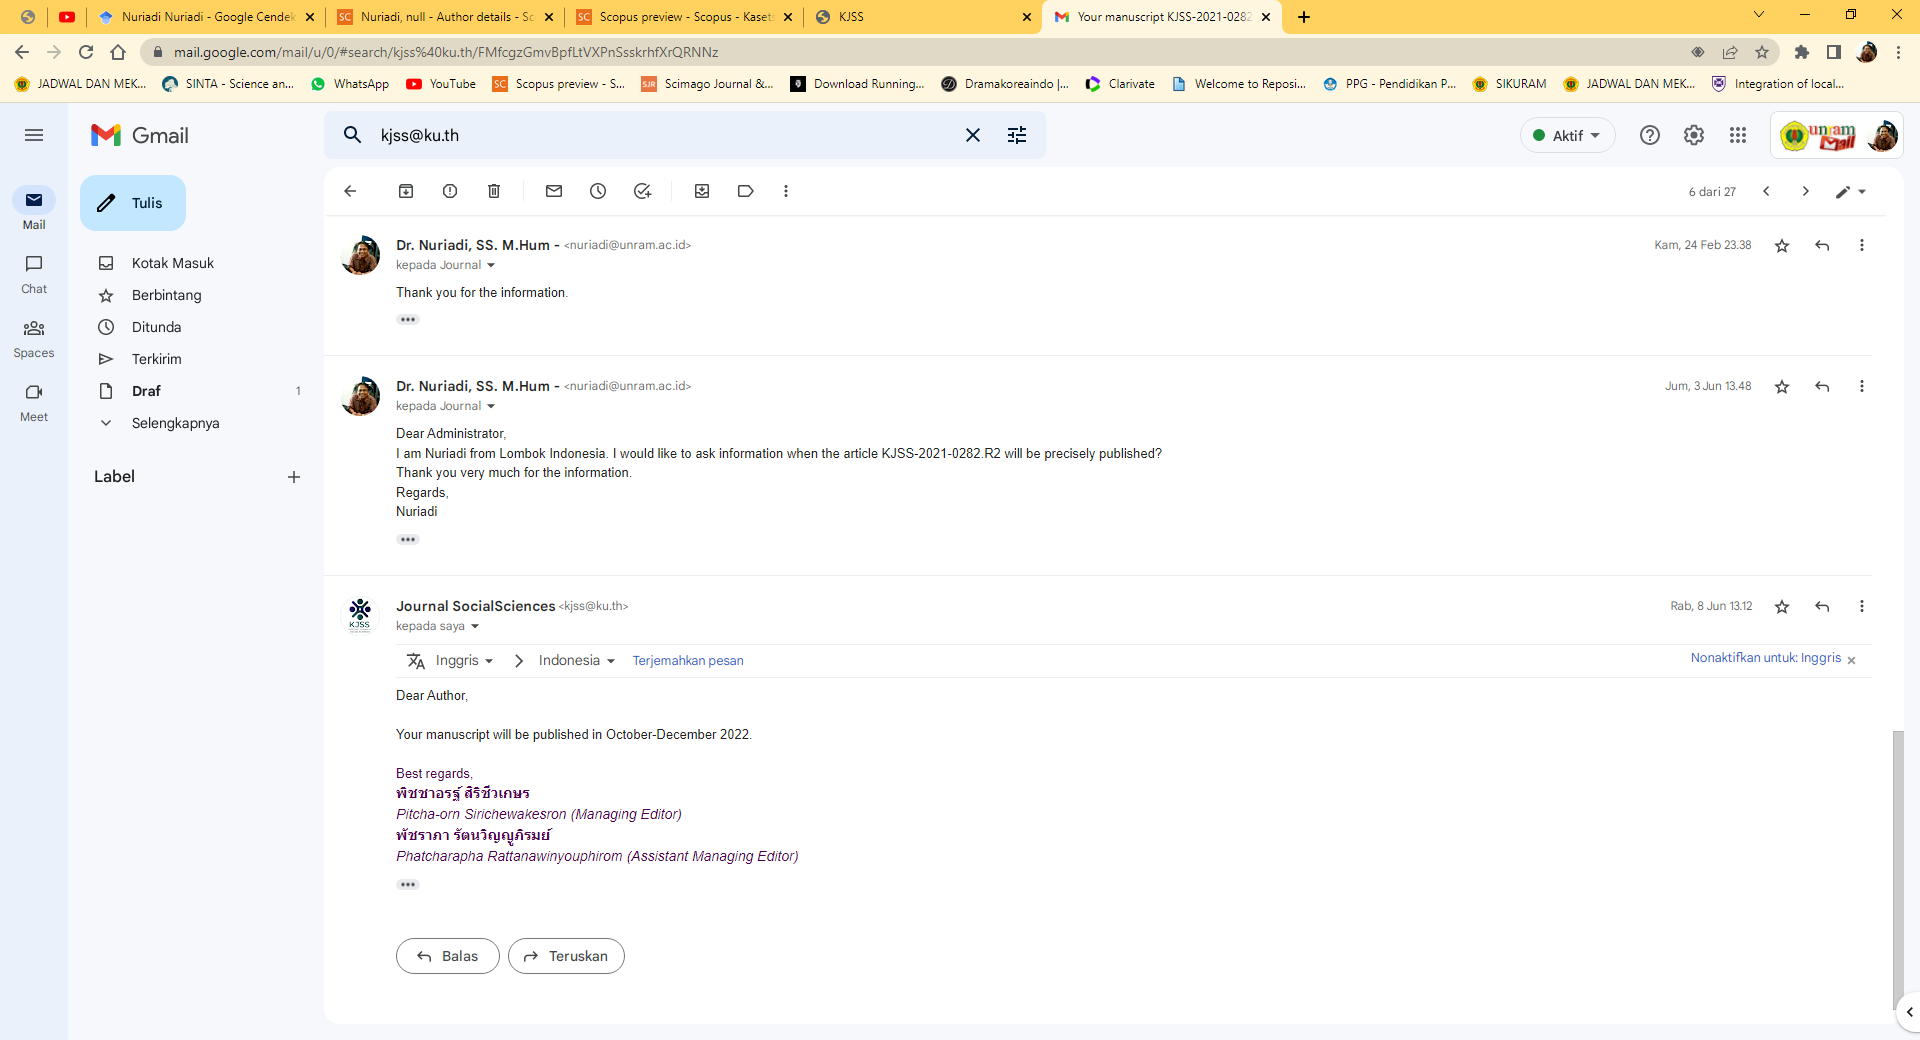 Nuriadi Nuriadi - Google Cendek
Nuriadi, null - Author details - Sc
Scopus preview - Scopus - Kaset
KJSS
Your manuscript KJSS-2021-0282
mail.google.com/mail/u/0/#search/kjss%40ku.th/FMfcgzGmvBpfLtVXPnSsskrhfXrQRNNz
JADWAL DAN MEK...
SINTA - Science an...
WhatsApp
YouTube
Scopus preview - S...
Scimago Journal &...
Download Running...
Dramakoreaindo |...
Clarivate
Welcome to Reposi...
PPG - Pendidikan P...
SIKURAM
JADWAL DAN MEK...
Integration of local...
Gmail
kjss@ku.th
Aktif
unram
Mail
Tulis
6 dari 27
Mail
Chat
Spaces
Meet
Kotak Masuk
Berbintang
Ditunda
Terkirim
Draf 1
Selengkapnya
Label
Dr. Nuriadi, SS. M.Hum - <nuriadi@unram.ac.id>
Kam, 24 Feb 23.38
kepada Journal
Thank you for the information.
Dr. Nuriadi, SS. M.Hum - <nuriadi@unram.ac.id>
Jum, 3 Jun 13.48
kepada Journal
Dear Administrator,
I am Nuriadi from Lombok Indonesia. I would like to ask information when the article KJSS-2021-0282.R2 will be precisely published?
Thank you very much for the information.
Regards,
Nuriadi
KJSS
Journal SocialSciences <kjss@ku.th>
Rab, 8 Jun 13.12
kepada saya
Inggris
Indonesia
Terjemahkan pesan
Nonaktifkan untuk: Inggris
Dear Author,
Your manuscript will be published in October-December 2022.
Best regards,
พิชชาอรฐ์ สิริชีวเกษร
Pitcha-orn Sirichewakesron (Managing Editor)
พัชราภา รัตนวิญญูภิรมย์
Phatcharapha Rattanawinyouphirom (Assistant Managing Editor)
Balas
Teruskan